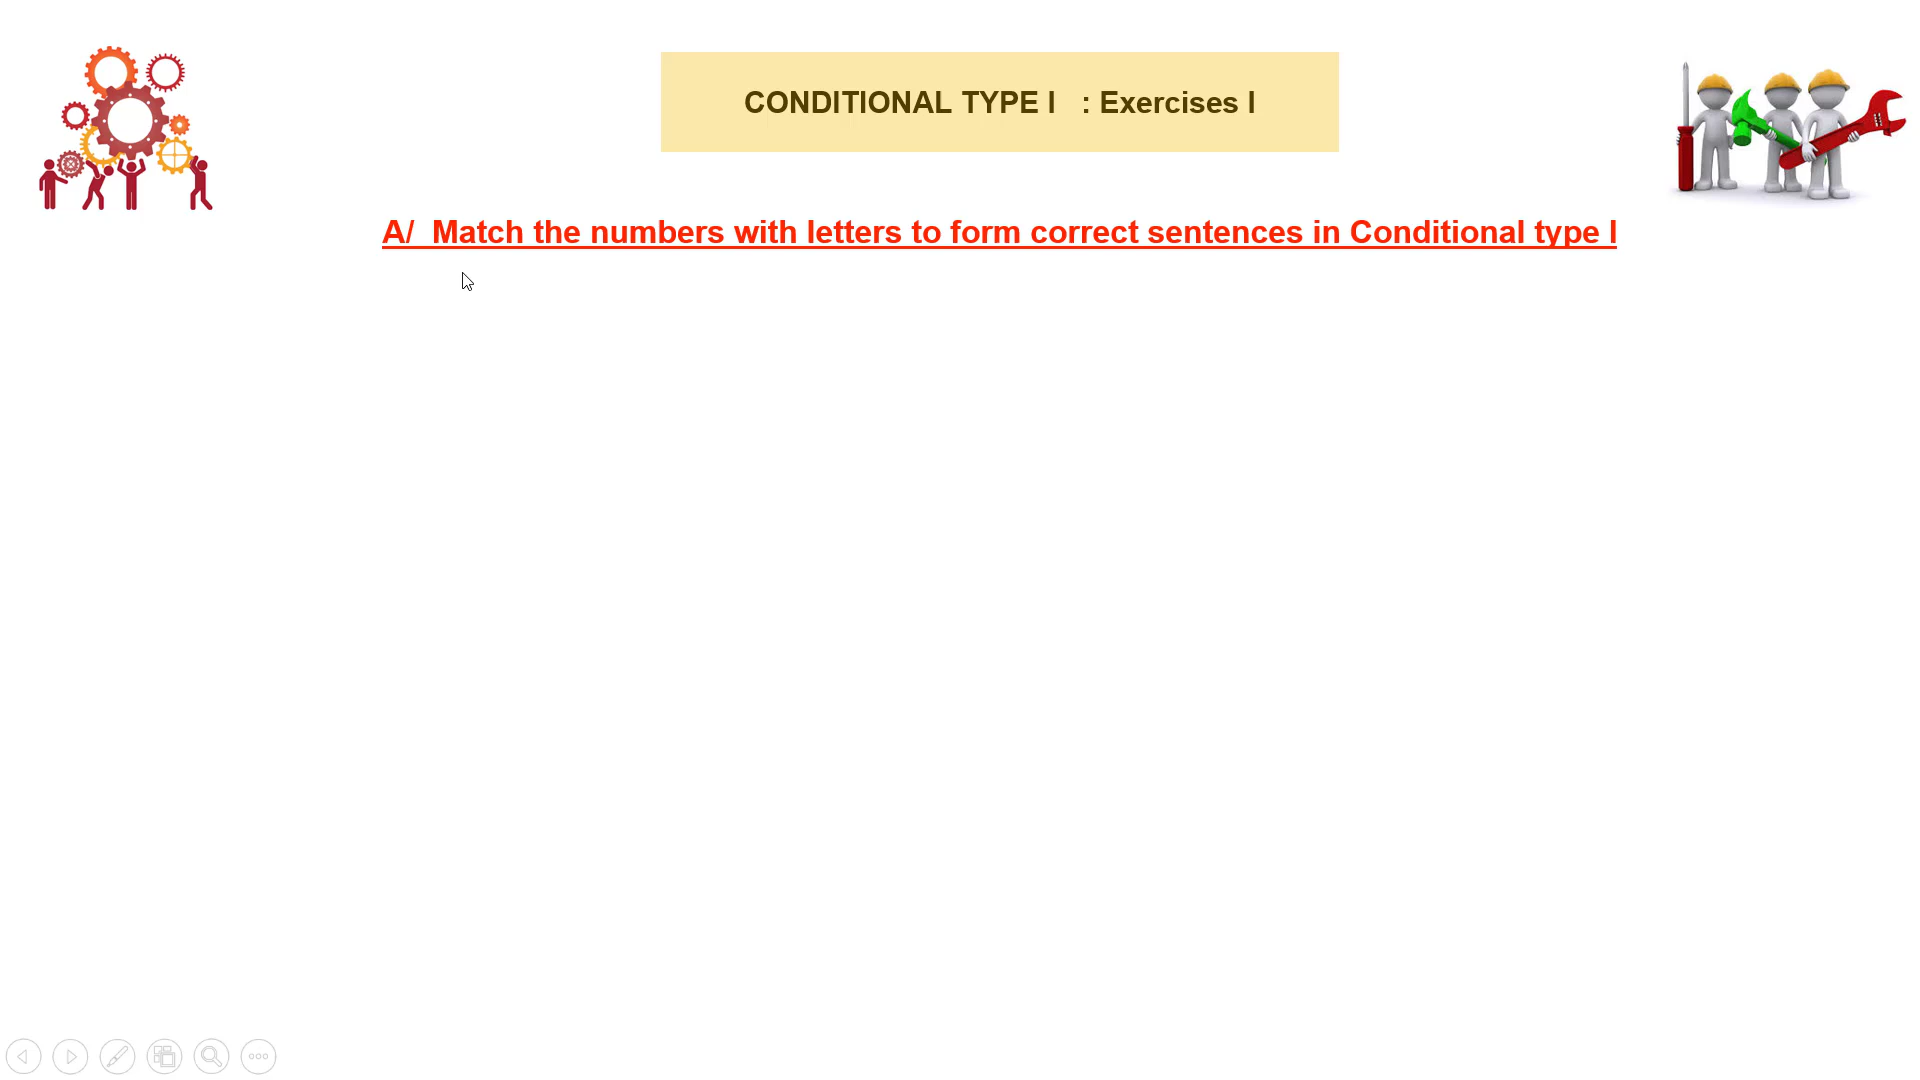 CONDITIONAL TYPE I : Exercises I
A/ Match the numbers with letters to form correct sentences in Conditional type I